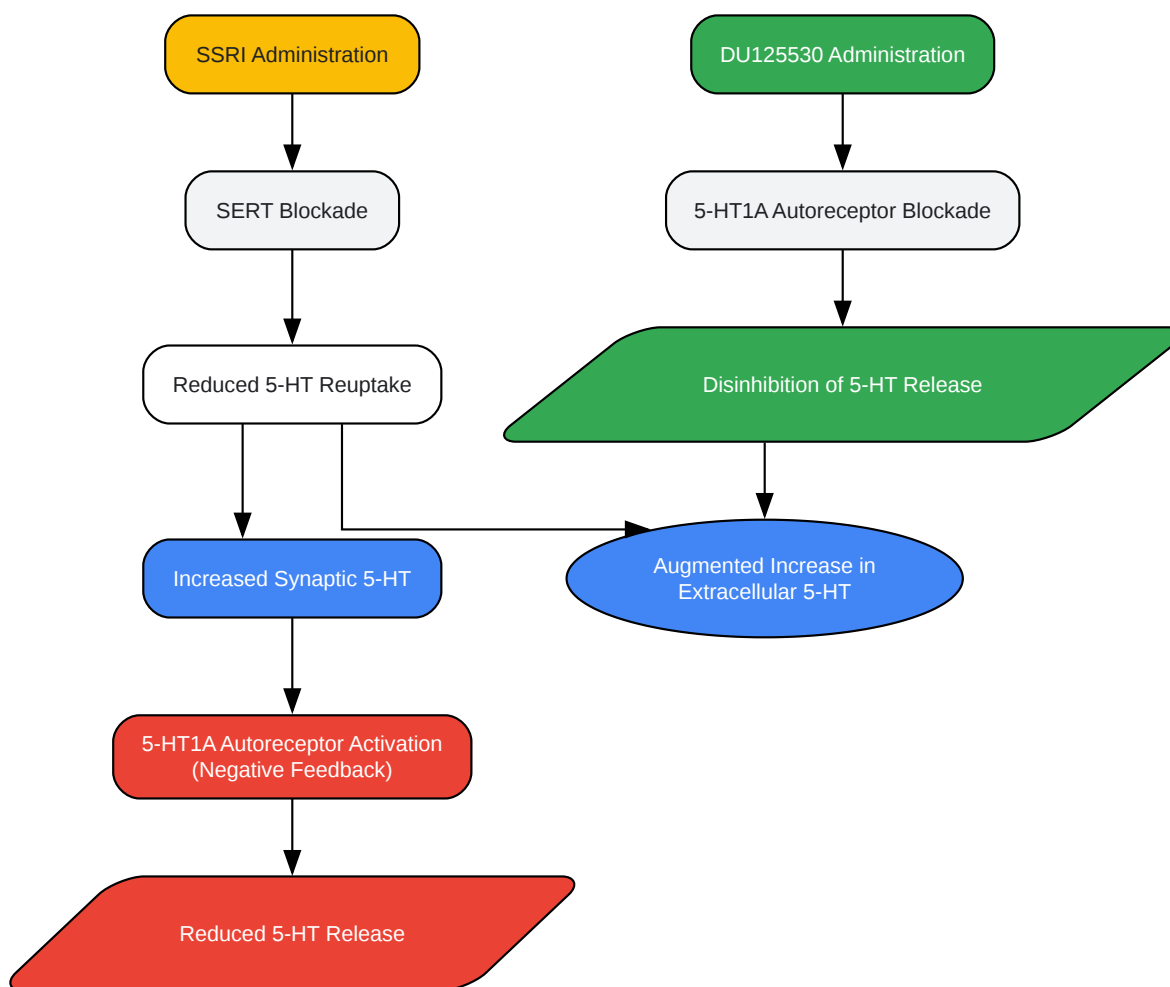 SSRI Administration
DU125530 Administration
SERT Blockade
5-HT1A Autoreceptor Blockade
Reduced 5-HT Reuptake
Disinhibition of 5-HT Release
Increased Synaptic 5-HT
Augmented Increase in
Extracellular 5-HT
5-HT1A Autoreceptor Activation
(Negative Feedback)
Reduced 5-HT Release